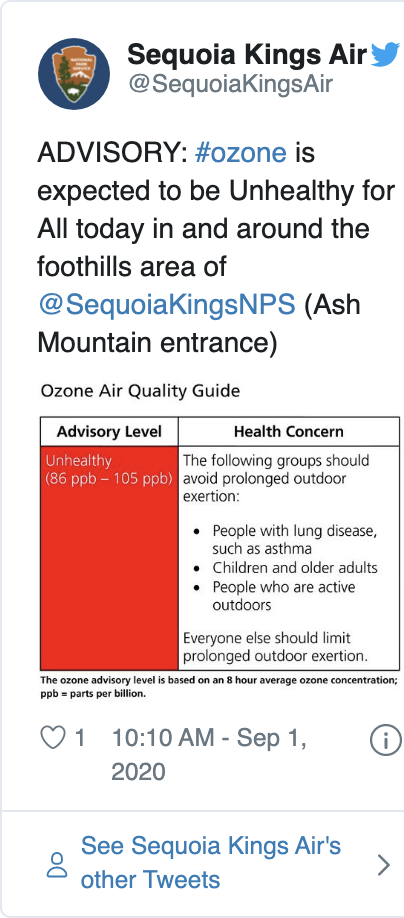 Sequoia Kings Air
@SequoiaKingsAir
ADVISORY: #ozone is
expected to be Unhealthy for
All today in and around the
foothills area of
@SequoiaKingsNPS (Ash
Mountain entrance)
Ozone Air Quality Guide
Advisory Level
Health Concern
Unhealthy
(86 ppb – 105 ppb)
The following groups should
avoid prolonged outdoor
exertion:
• People with lung disease,
such as asthma
• Children and older adults
• People who are active
outdoors
Everyone else should limit
prolonged outdoor exertion.
The ozone advisory level is based on an 8 hour average ozone concentration;
ppb = parts per billion.
1 10:10 AM - Sep 1,
2020
See Sequoia Kings Air's
other Tweets